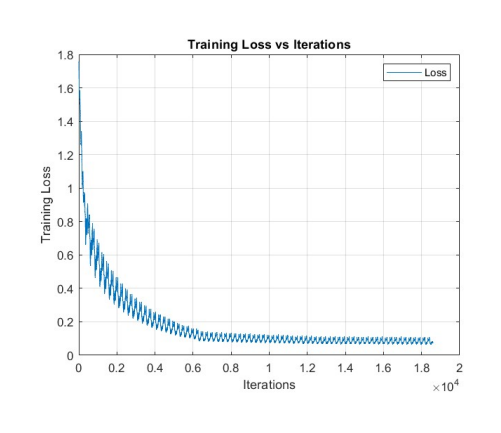 Training Loss vs Iterations
1.8
1.6
1.4
1.2
1
0.8
0.6
0.4
0.2
0
Training Loss
Loss
0 0.2 0.4 0.6 0.8 1 1.2 1.4 1.6 1.8 2
Iterations
×10⁴